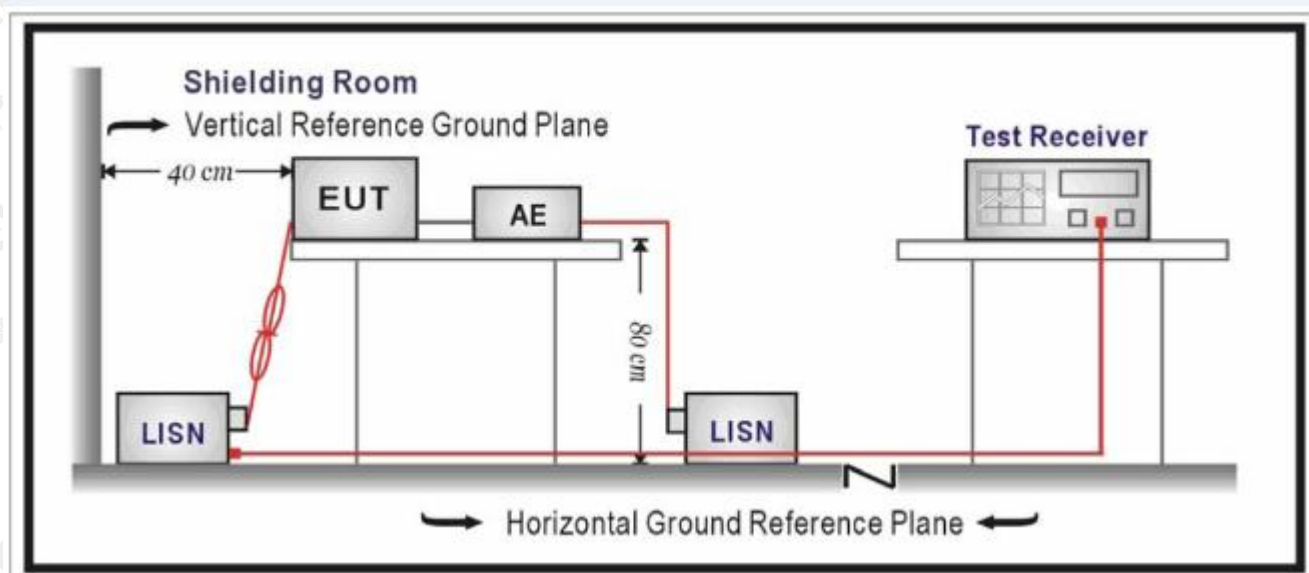 Shielding Room
Vertical Reference Ground Plane
40 cm
EUT
AE
Test Receiver
80 cm
LISN
LISN
Horizontal Ground Reference Plane